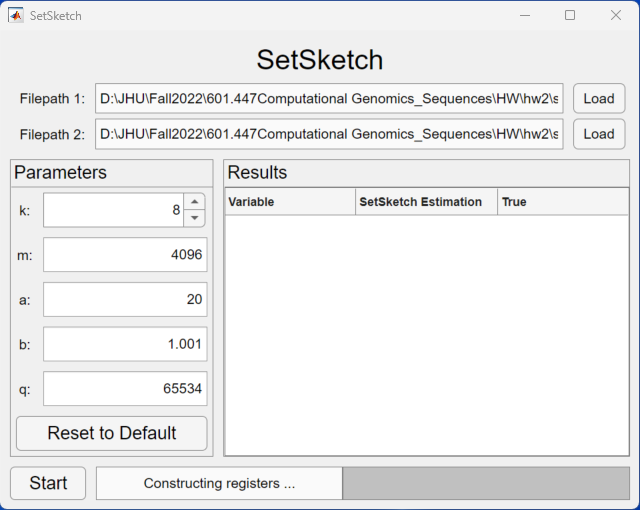 SetSketch
SetSketch
Filepath 1: D:\JHU\Fall2022\601.447Computational Genomics_Sequences\HW\hw2\s Load
Filepath 2: D:\JHU\Fall2022\601.447Computational Genomics_Sequences\HW\hw2\s Load
Parameters
k: 8
m: 4096
a: 20
b: 1.001
q: 65534
Reset to Default
Results
Variable SetSketch Estimation True
Start Constructing registers ...